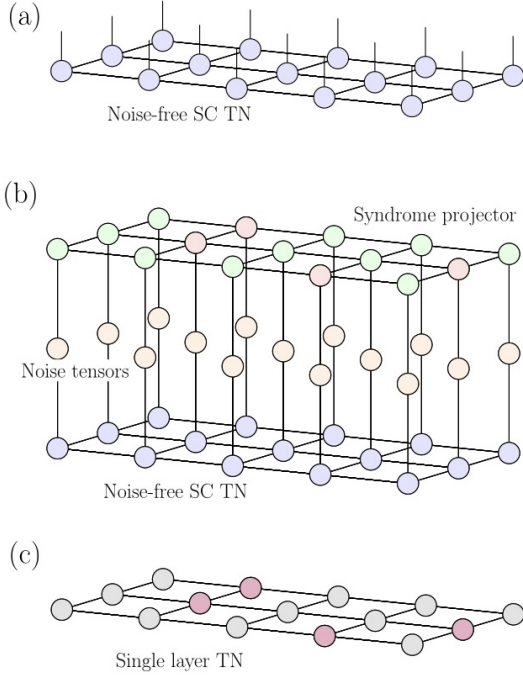 (a)
Noise-free SC TN
(b)
Syndrome projector
Noise tensors
Noise-free SC TN
(c)
Single layer TN